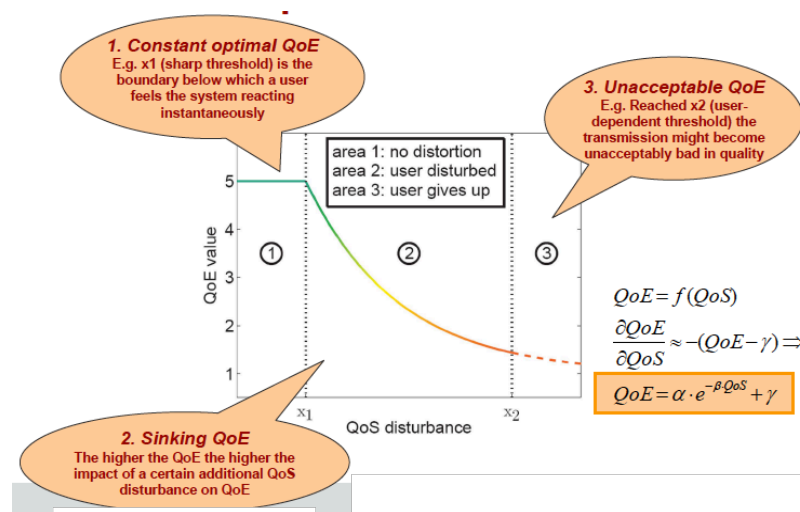 1. Constant optimal QoE
E.g. x1 (sharp threshold) is the
boundary below which a user
feels the system reacting
instantaneously
3. Unacceptable QoE
E.g. Reached x2 (user-
dependent threshold) the
transmission might become
unacceptably bad in quality
area 1: no distortion
area 2: user disturbed
area 3: user gives up
QoE value
5
4
3
2
1
① ② ③
x₁ x₂
QoS disturbance
QoE = f(QoS)
∂QoE/∂QoS ≈ -(QoE - γ) ⇒
QoE = α · e^{-β·QoS} + γ
2. Sinking QoE
The higher the QoE the higher the
impact of a certain additional QoS
disturbance on QoE